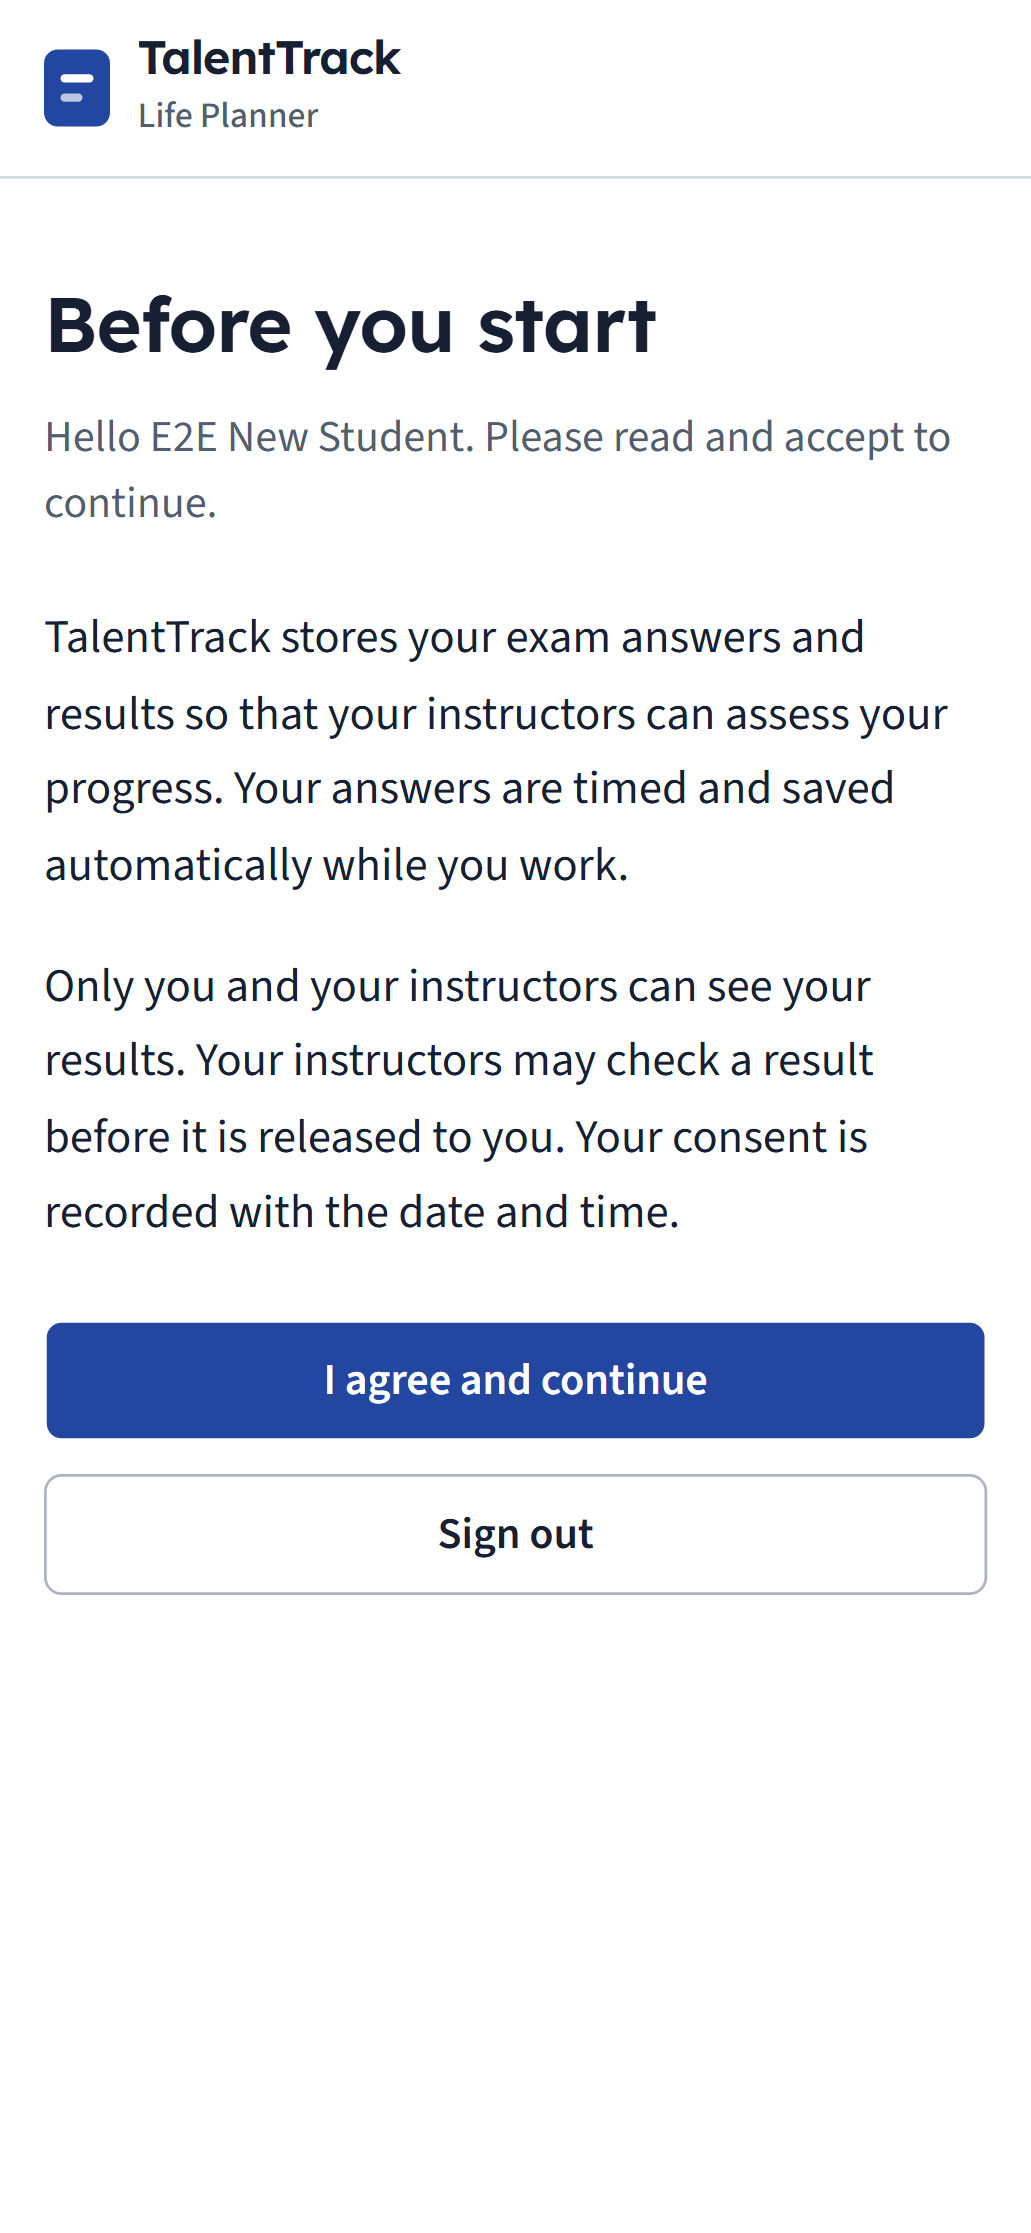 TalentTrack
Life Planner
Before you start
Hello E2E New Student. Please read and accept to
continue.
TalentTrack stores your exam answers and
results so that your instructors can assess your
progress. Your answers are timed and saved
automatically while you work.
Only you and your instructors can see your
results. Your instructors may check a result
before it is released to you. Your consent is
recorded with the date and time.
I agree and continue
Sign out